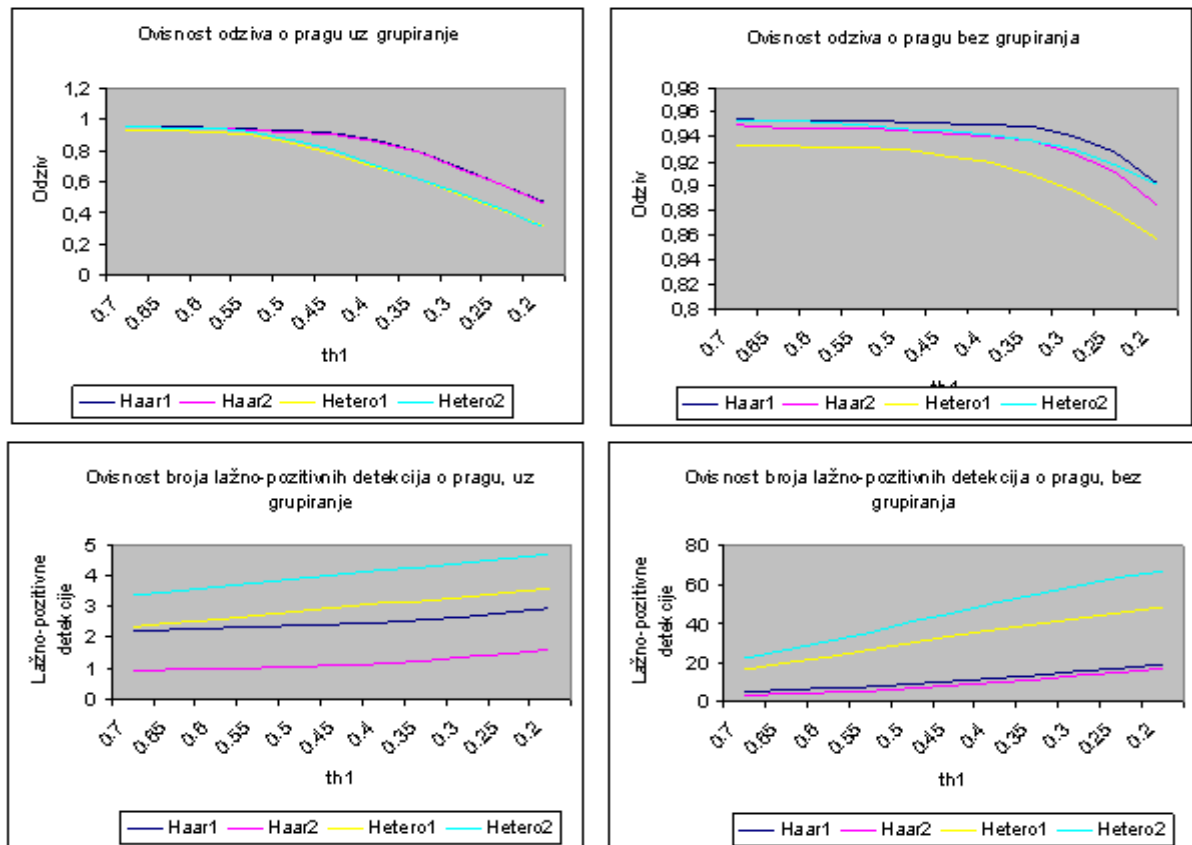 Ovisnost odziva o pragu uz grupiranje
1,2
1
0,8
0,6
0,4
0,2
0
Odziv
0.7 0.65 0.6 0.55 0.5 0.45 0.4 0.35 0.3 0.25 0.2
th1
Haar1 Haar2 Hetero1 Hetero2
Ovisnost odziva o pragu bez grupiranja
0,98
0,96
0,94
0,92
0,9
0,88
0,86
0,84
0,82
0,8
Odziv
0.7 0.65 0.6 0.55 0.5 0.45 0.4 0.35 0.3 0.25 0.2
th1
Haar1 Haar2 Hetero1 Hetero2
Ovisnost broja lažno-pozitivnih detekcija o pragu, uz
grupiranje
5
4
3
2
1
0
Lažno-pozitivne
detekcije
0.7 0.65 0.6 0.55 0.5 0.45 0.4 0.35 0.3 0.25 0.2
th1
Haar1 Haar2 Hetero1 Hetero2
Ovisnost broja lažno-pozitivnih detekcija o pragu, bez
grupiranja
80
60
40
20
0
Lažno-pozitivne
detekcije
0.7 0.65 0.6 0.55 0.5 0.45 0.4 0.35 0.3 0.25 0.2
th1
Haar1 Haar2 Hetero1 Hetero2